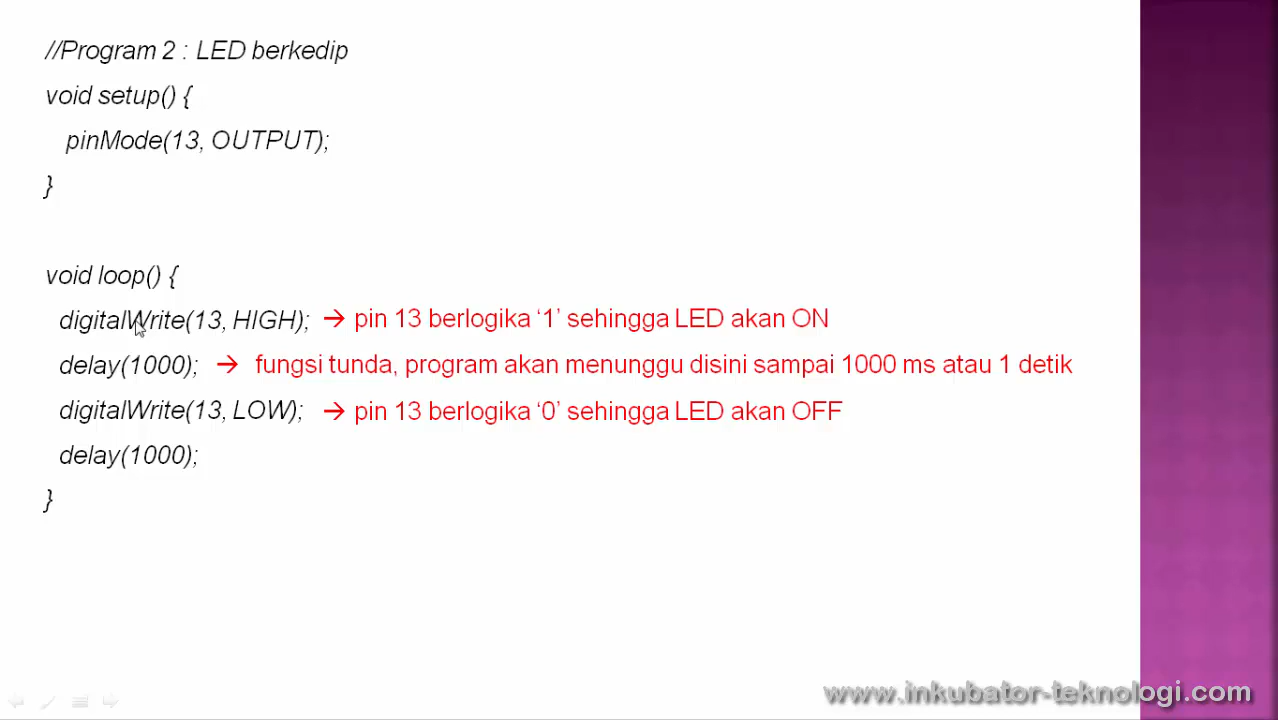 //Program 2 : LED berkedip
void setup() {
pinMode(13, OUTPUT);
}
void loop() {
digitalWrite(13, HIGH); → pin 13 berlogika ‘1’ sehingga LED akan ON
delay(1000); → fungsi tunda, program akan menunggu disini sampai 1000 ms atau 1 detik
digitalWrite(13, LOW); → pin 13 berlogika ‘0’ sehingga LED akan OFF
delay(1000);
}
www.inkubator-teknologi.com